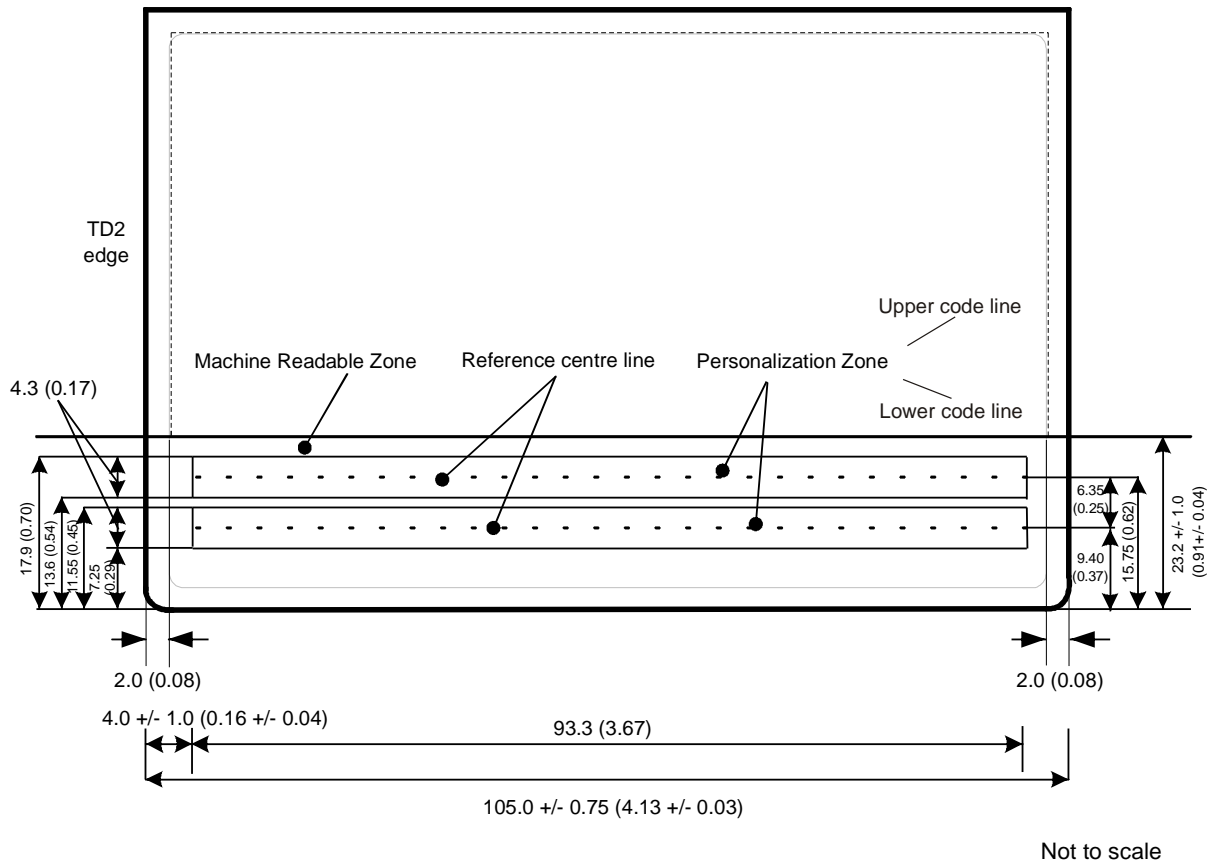 TD2
edge
Upper code line
Machine Readable Zone
Reference centre line
Personalization Zone
4.3 (0.17)
Lower code line
17.9 (0.70)
13.6 (0.54)
11.55 (0.45)
7.25
(0.29)
6.35
(0.25)
9.40
(0.37)
15.75 (0.62)
23.2 +/- 1.0
(0.91+/- 0.04)
2.0 (0.08)
2.0 (0.08)
4.0 +/- 1.0 (0.16 +/- 0.04)
93.3 (3.67)
105.0 +/- 0.75 (4.13 +/- 0.03)
Not to scale